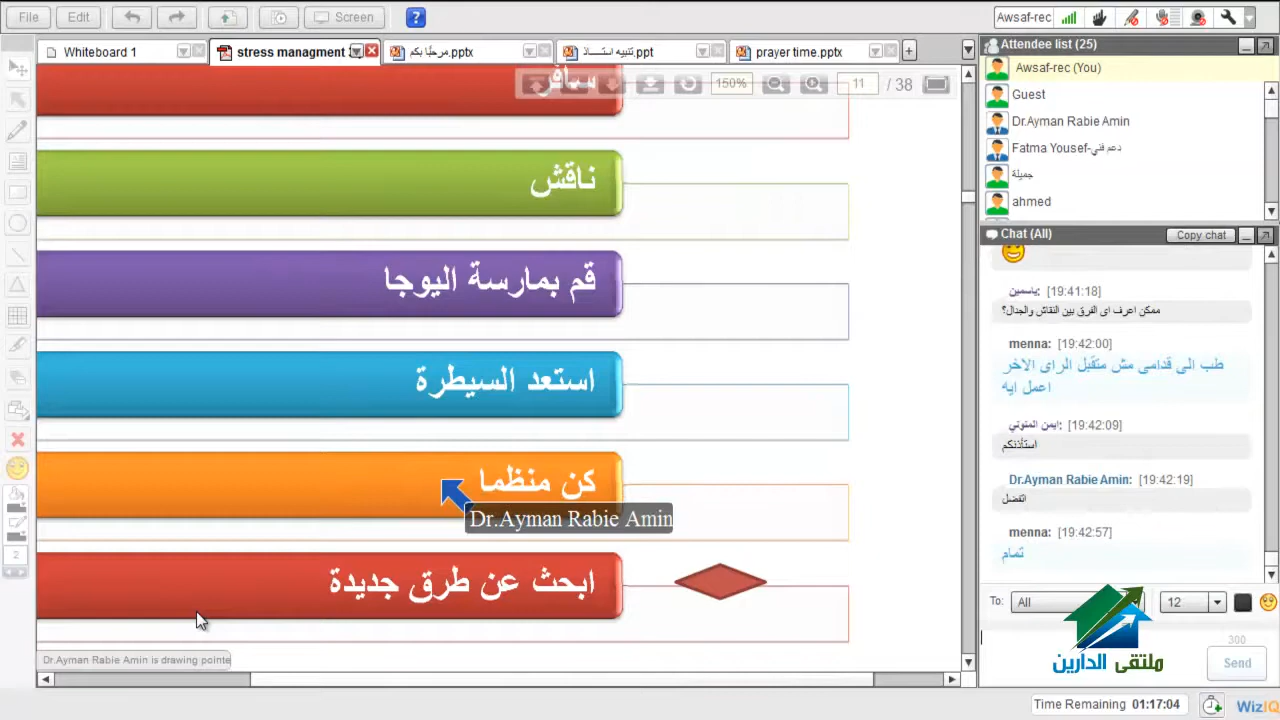 File
Edit
Screen
?
Awsaf-rec
Whiteboard 1
stress managment
مرحبًا بكم.pptx
تنبيه استـــاذ.ppt
prayer time.pptx
+
سافر
150%
11
/ 38
ناقش
قم بمارسة اليوجا
استعد السيطرة
كن منظما
Dr.Ayman Rabie Amin
ابحث عن طرق جديدة
Dr.Ayman Rabie Amin is drawing pointe
2
Attendee list (25)
Awsaf-rec (You)
Guest
Dr.Ayman Rabie Amin
Fatma Yousef-دعم فني
جميلة
ahmed
Chat (All)
Copy chat
ياسمين: [19:41:18]
ممكن اعرف اى الفرق بين النقاش والجدال؟
menna: [19:42:00]
طب الى قدامى مش متقبل الراى الاخر
اعمل ايه
ايمن المنوتي: [19:42:09]
استأذنكم
Dr.Ayman Rabie Amin: [19:42:19]
اتفضل
menna: [19:42:57]
تمام
To:
All
12
300
Send
ملتقى الدارين
Time Remaining 01:17:04
WizIQ